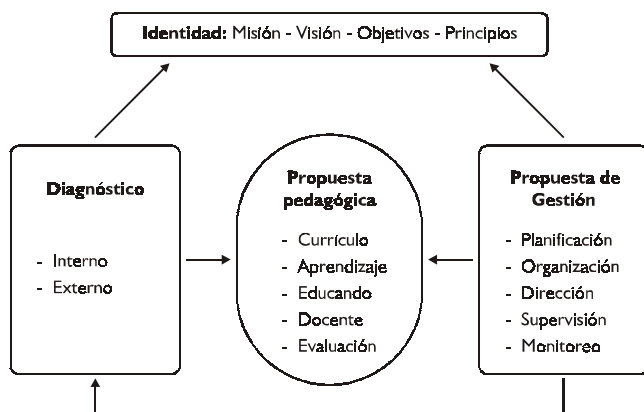 Identidad: Misión - Visión - Objetivos - Principios
Diagnóstico
- Interno
- Externo
Propuesta
pedagógica
- Currículo
- Aprendizaje
- Educando
- Docente
- Evaluación
Propuesta de
Gestión
- Planificación
- Organización
- Dirección
- Supervisión
- Monitoreo